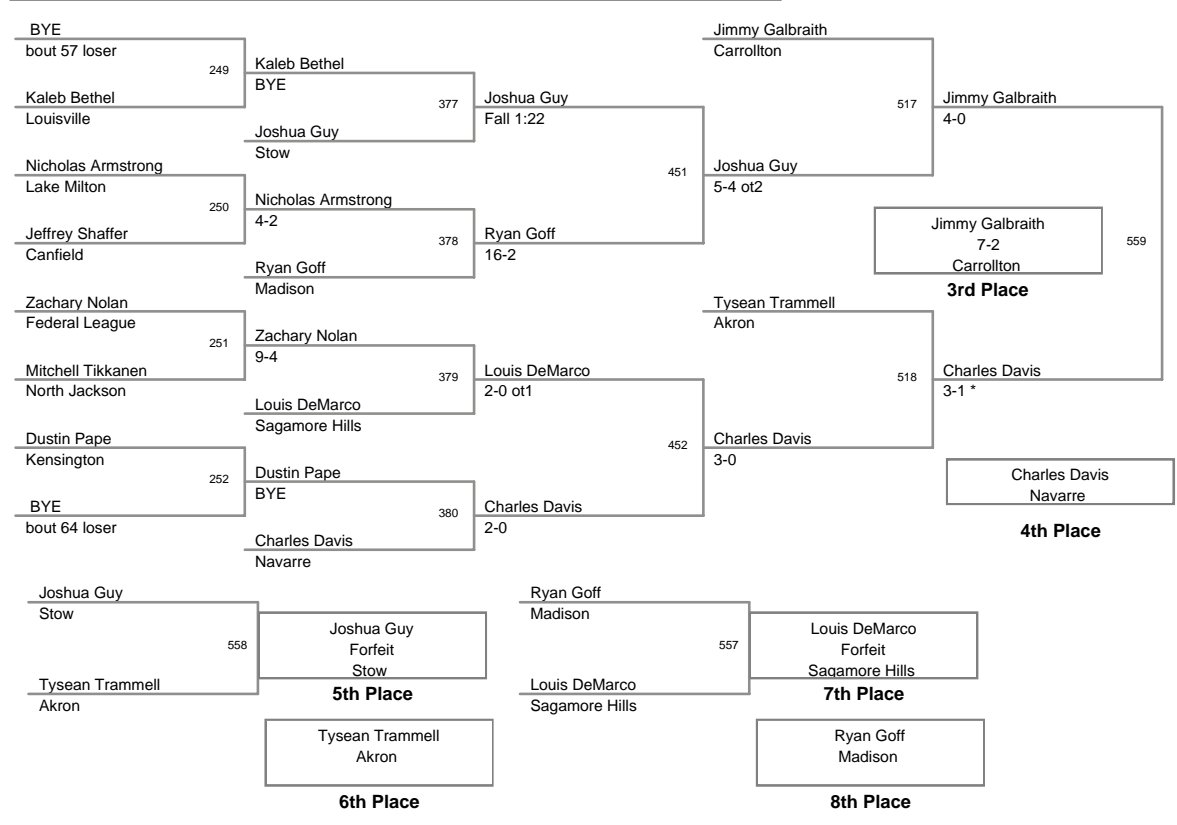 BYE
bout 57 loser
249
Kaleb Bethel
Louisville
Nicholas Armstrong
Lake Milton
250
Jeffrey Shaffer
Canfield
Zachary Nolan
Federal League
251
Mitchell Tikkanen
North Jackson
Dustin Pape
Kensington
252
BYE
bout 64 loser
Kaleb Bethel
BYE
377
Joshua Guy
Stow
Nicholas Armstrong
4-2
378
Ryan Goff
Madison
Zachary Nolan
9-4
379
Louis DeMarco
Sagamore Hills
Dustin Pape
BYE
380
Charles Davis
Navarre
Joshua Guy
Fall 1:22
451
Ryan Goff
16-2
Louis DeMarco
2-0 ot1
452
Charles Davis
2-0
Jimmy Galbraith
Carrollton
517
Joshua Guy
5-4 ot2
Tysean Trammell
Akron
518
Charles Davis
3-0
Jimmy Galbraith
4-0
559
Charles Davis
3-1 *
Jimmy Galbraith
7-2
Carrollton
3rd Place
Charles Davis
Navarre
4th Place
Joshua Guy
Stow
558
Tysean Trammell
Akron
Joshua Guy
Forfeit
Stow
5th Place
Tysean Trammell
Akron
6th Place
Ryan Goff
Madison
557
Louis DeMarco
Sagamore Hills
Louis DeMarco
Forfeit
Sagamore Hills
7th Place
Ryan Goff
Madison
8th Place